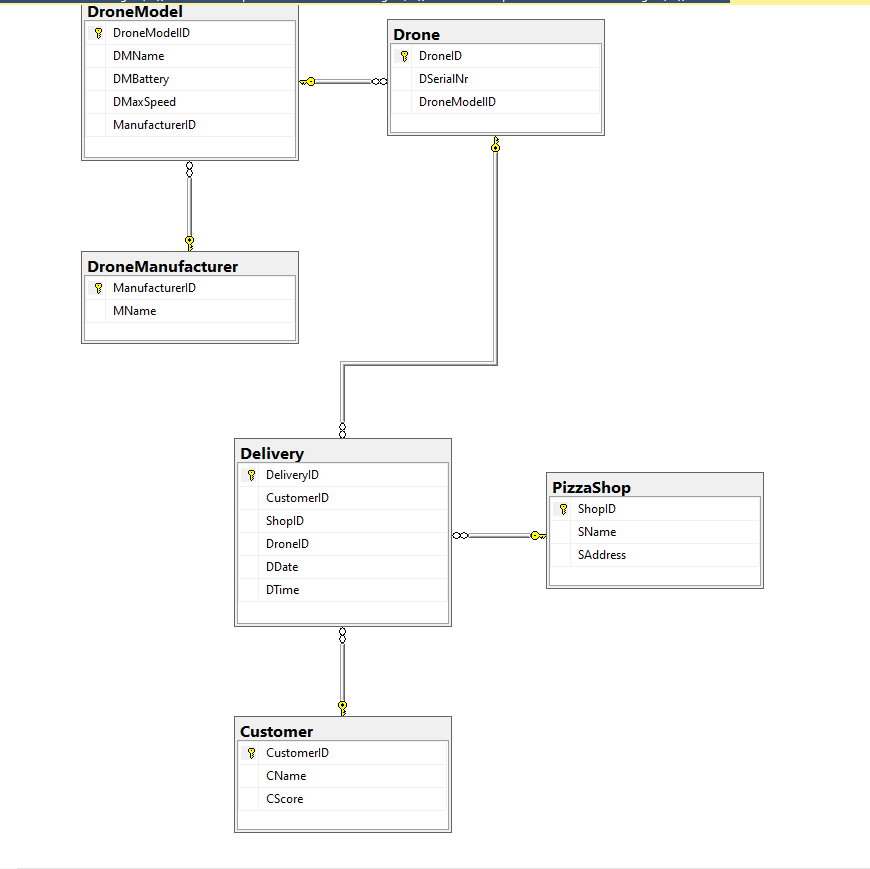 DroneModel
DroneModelID
DMName
DMBattery
DMaxSpeed
ManufacturerID
Drone
DroneID
DSerialNr
DroneModelID
DroneManufacturer
ManufacturerID
MName
Delivery
DeliveryID
CustomerID
ShopID
DroneID
DDate
DTime
PizzaShop
ShopID
SName
SAddress
Customer
CustomerID
CName
CScore